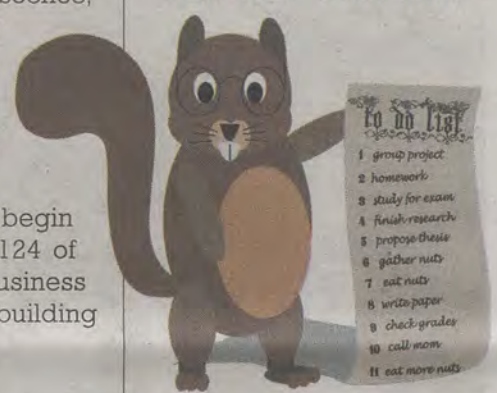 begin
124 of
usiness
building
to do list
1 group project
2 homework
3 study for exam
4 finish research
5 propose thesis
6 gather nuts
7 eat nuts
8 write paper
9 check grades
10 call mom
11 eat more nuts